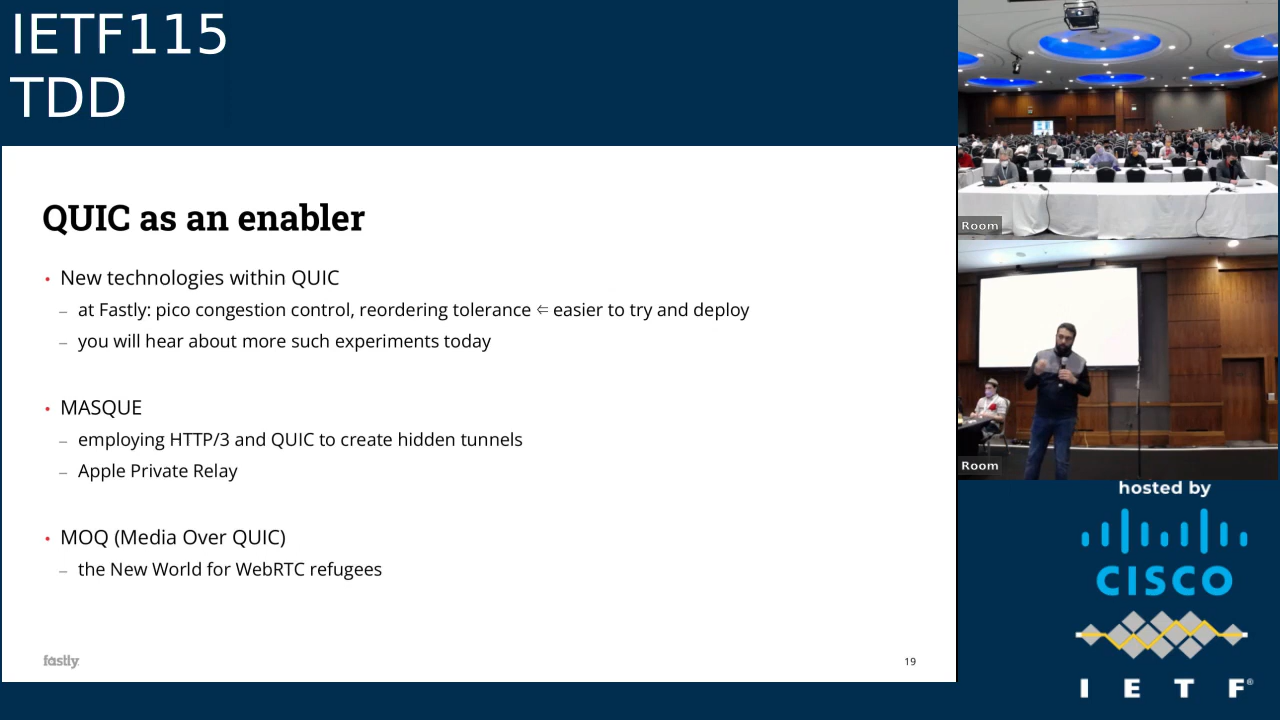 IETF115
TDD
QUIC as an enabler
• New technologies within QUIC
– at Fastly: pico congestion control, reordering tolerance ⇐ easier to try and deploy
– you will hear about more such experiments today
• MASQUE
– employing HTTP/3 and QUIC to create hidden tunnels
– Apple Private Relay
• MOQ (Media Over QUIC)
– the New World for WebRTC refugees
fastly
19
Room
Room
hosted by
CISCO
I E T F®